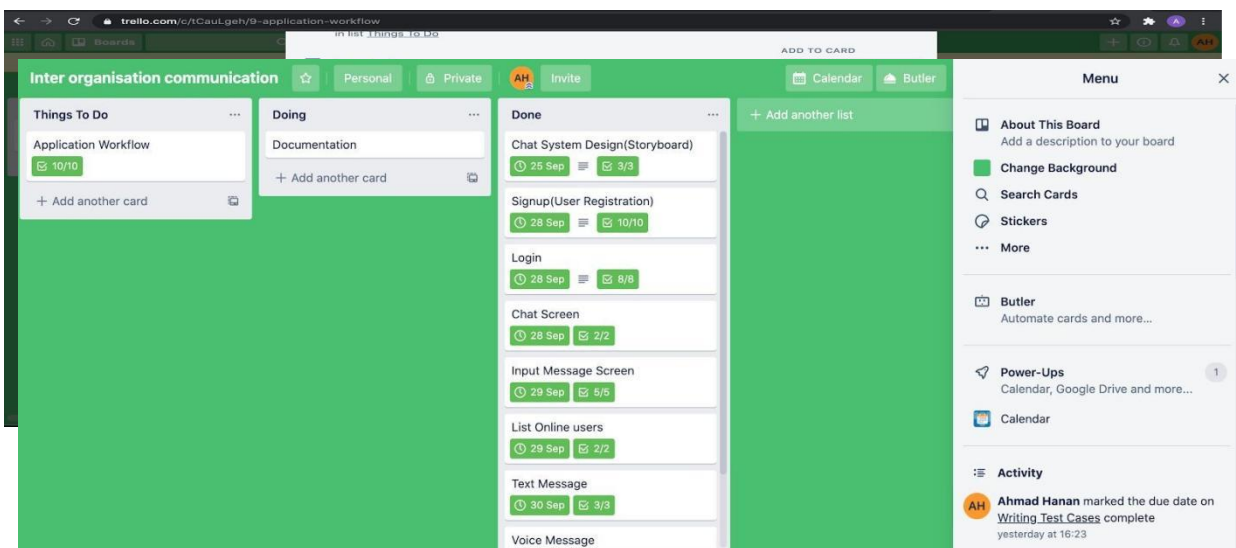 trello.com/c/tCauLgeh/9-application-workflow
Boards
in list Things To Do
ADD TO CARD
AH
Inter organisation communication
Personal
Private
AH
Invite
Calendar
Butler
Things To Do
Application Workflow
10/10
+ Add another card
Doing
Documentation
+ Add another card
Done
Chat System Design(Storyboard)
25 Sep 3/3
Signup(User Registration)
28 Sep 10/10
Login
28 Sep 8/8
Chat Screen
28 Sep 2/2
Input Message Screen
29 Sep 5/5
List Online users
29 Sep 2/2
Text Message
30 Sep 3/3
Voice Message
+ Add another list
Menu
About This Board
Add a description to your board
Change Background
Search Cards
Stickers
More
Butler
Automate cards and more...
Power-Ups 1
Calendar, Google Drive and more...
Calendar
Activity
AH
Ahmad Hanan marked the due date on
Writing Test Cases complete
yesterday at 16:23